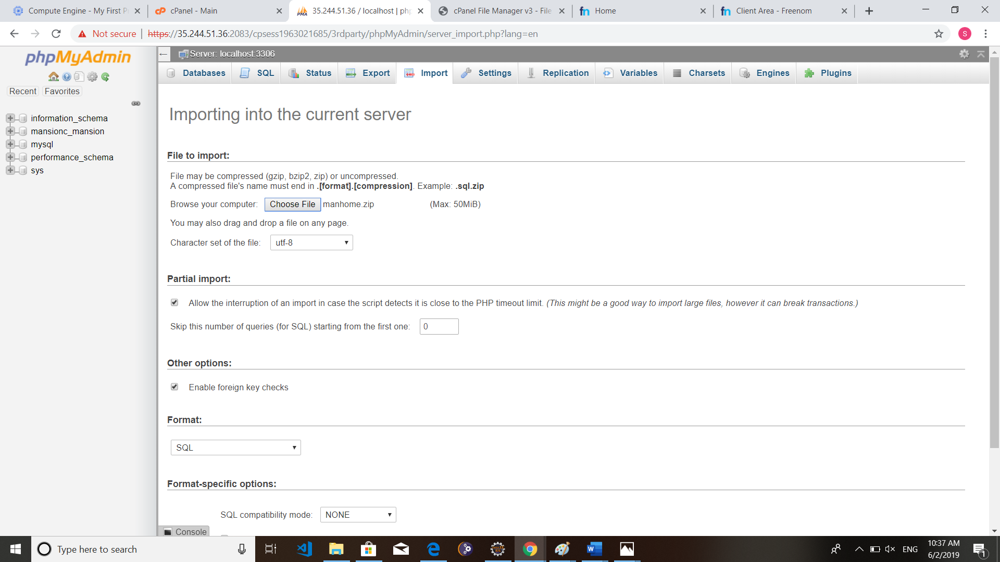 Compute Engine - My First P
cPanel - Main
35.244.51.36 / localhost | php
cPanel File Manager v3 - File
Home
Client Area - Freenom
Not secure
https://35.244.51.36:2083/cpsess1963021685/3rdparty/phpMyAdmin/server_import.php?lang=en
S
phpMyAdmin
Recent
Favorites
information_schema
mansionc_mansion
mysql
performance_schema
sys
Server: localhost:3306
Databases
SQL
Status
Export
Import
Settings
Replication
Variables
Charsets
Engines
Plugins
Importing into the current server
File to import:
File may be compressed (gzip, bzip2, zip) or uncompressed.
A compressed file's name must end in .[format].[compression]. Example: .sql.zip
Browse your computer: Choose File manhome.zip (Max: 50MiB)
You may also drag and drop a file on any page.
Character set of the file: utf-8
Partial import:
Allow the interruption of an import in case the script detects it is close to the PHP timeout limit. (This might be a good way to import large files, however it can break transactions.)
Skip this number of queries (for SQL) starting from the first one: 0
Other options:
Enable foreign key checks
Format:
SQL
Format-specific options:
SQL compatibility mode: NONE
Console
Type here to search
ENG
10:37 AM
6/2/2019
1